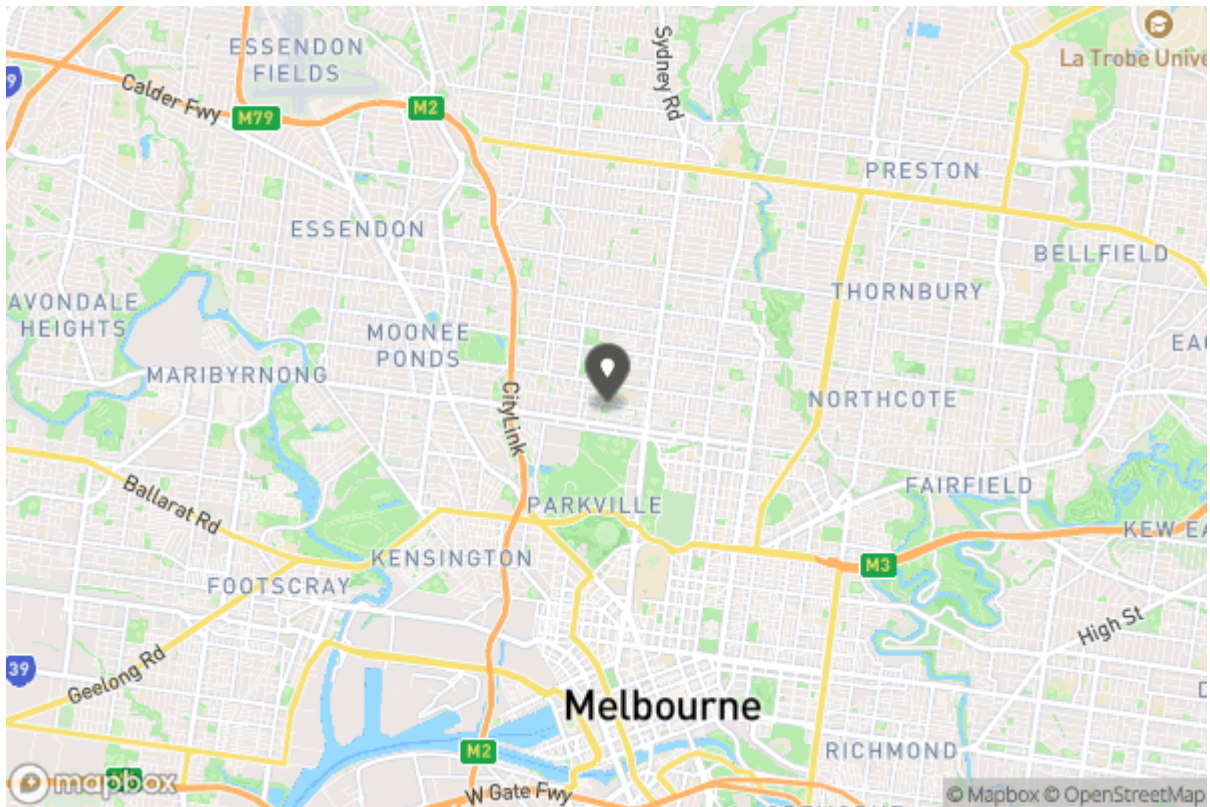 ESSENDON
FIELDS
Sydney Rd
La Trobe Unive
9
Calder Fwy
M79
M2
PRESTON
ESSENDON
BELLFIELD
AVONDALE
HEIGHTS
THORNBURY
MOONEE
PONDS
EAG
MARIBYRNONG
CityLink
NORTHCOTE
Ballarat Rd
PARKVILLE
FAIRFIELD
KEW EA
KENSINGTON
M3
FOOTSCRAY
High St
39
Geelong Rd
Melbourne
M2
RICHMOND
mapbox
W Gate Fwy
© Mapbox © OpenStreetMap